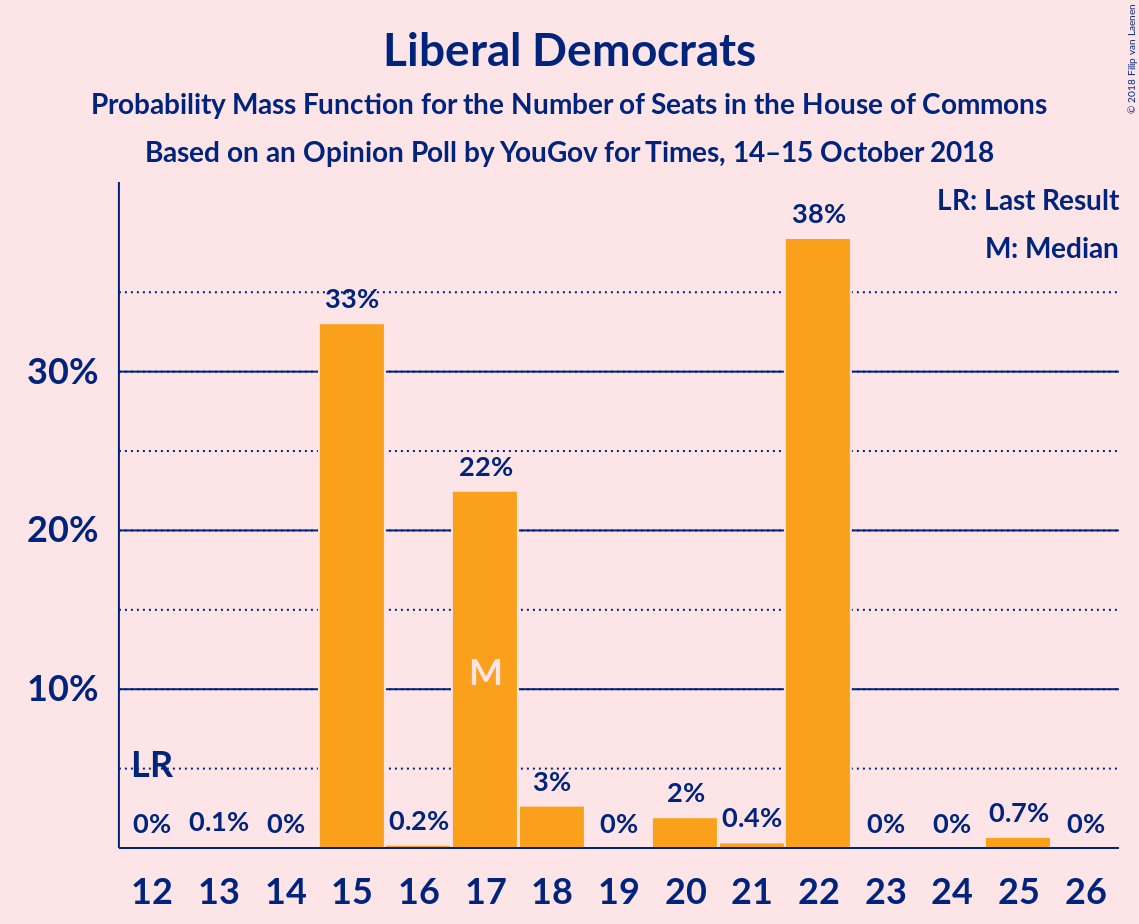 Liberal Democrats
Probability Mass Function for the Number of Seats in the House of Commons
Based on an Opinion Poll by YouGov for Times, 14–15 October 2018
© 2018 Filip van Laenen
LR: Last Result
M: Median
38%
33%
30%
22%
20%
M
10%
LR
0% 0.1% 0% 0.2% 3% 0% 2% 0.4% 0% 0% 0.7% 0%
12 13 14 15 16 17 18 19 20 21 22 23 24 25 26